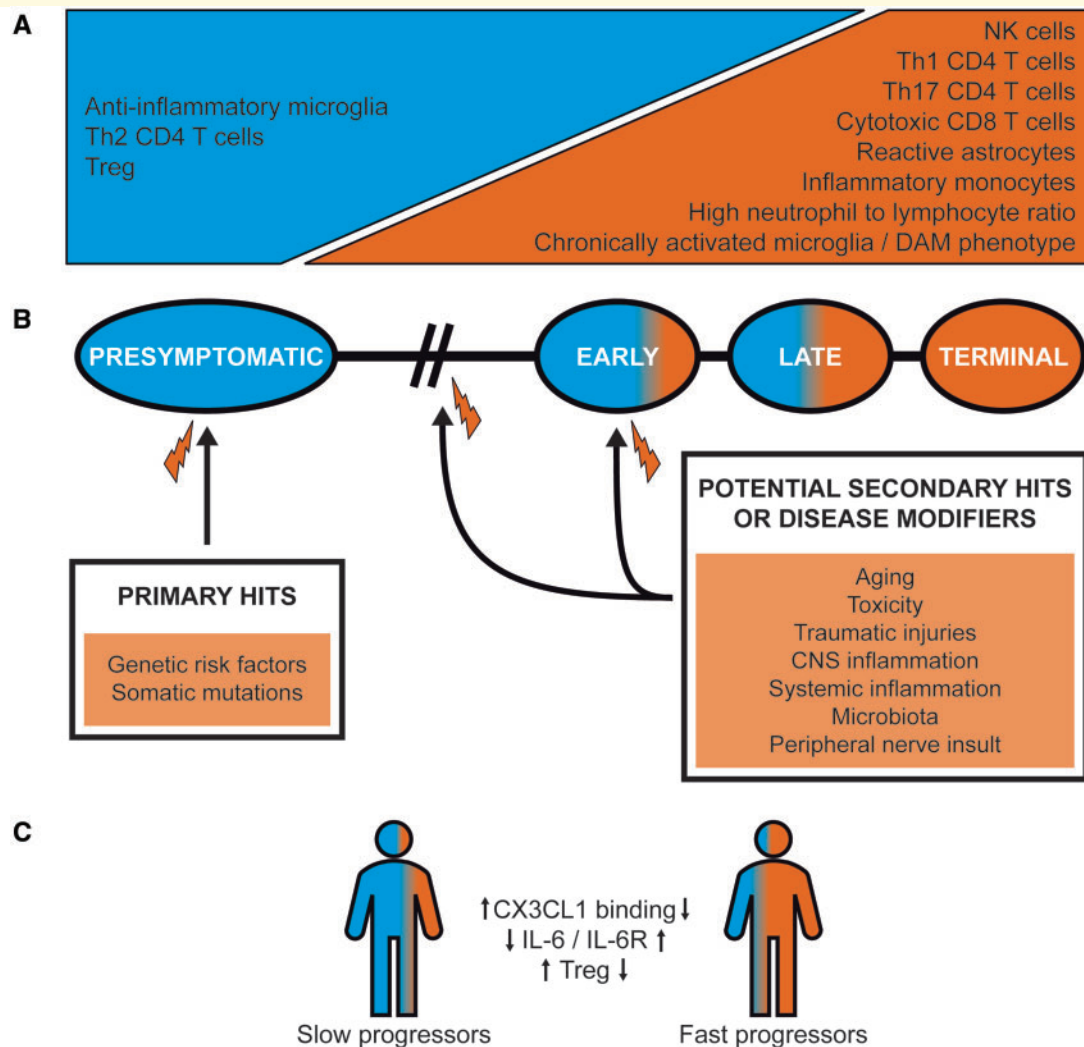 A
Anti-inflammatory microglia
Th2 CD4 T cells
Treg
NK cells
Th1 CD4 T cells
Th17 CD4 T cells
Cytotoxic CD8 T cells
Reactive astrocytes
Inflammatory monocytes
High neutrophil to lymphocyte ratio
Chronically activated microglia / DAM phenotype
B
PRESYMPTOMATIC
EARLY
LATE
TERMINAL
PRIMARY HITS
Genetic risk factors
Somatic mutations
POTENTIAL SECONDARY HITS
OR DISEASE MODIFIERS
Aging
Toxicity
Traumatic injuries
CNS inflammation
Systemic inflammation
Microbiota
Peripheral nerve insult
C
↑CX3CL1 binding↓
↓ IL-6 / IL-6R ↑
↑ Treg ↓
Slow progressors
Fast progressors